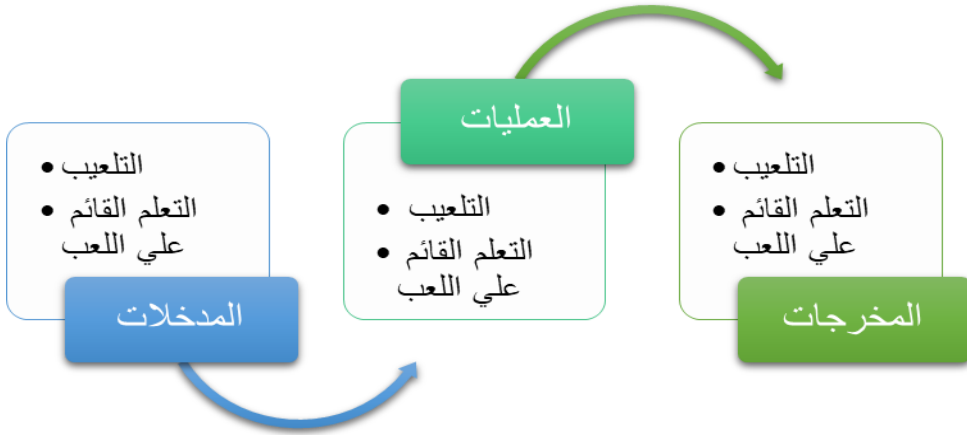 التلعيب
التعلم القائم
علي اللعب
المدخلات
العمليات
التلعيب
التعلم القائم
علي اللعب
التلعيب
التعلم القائم
علي اللعب
المخرجات